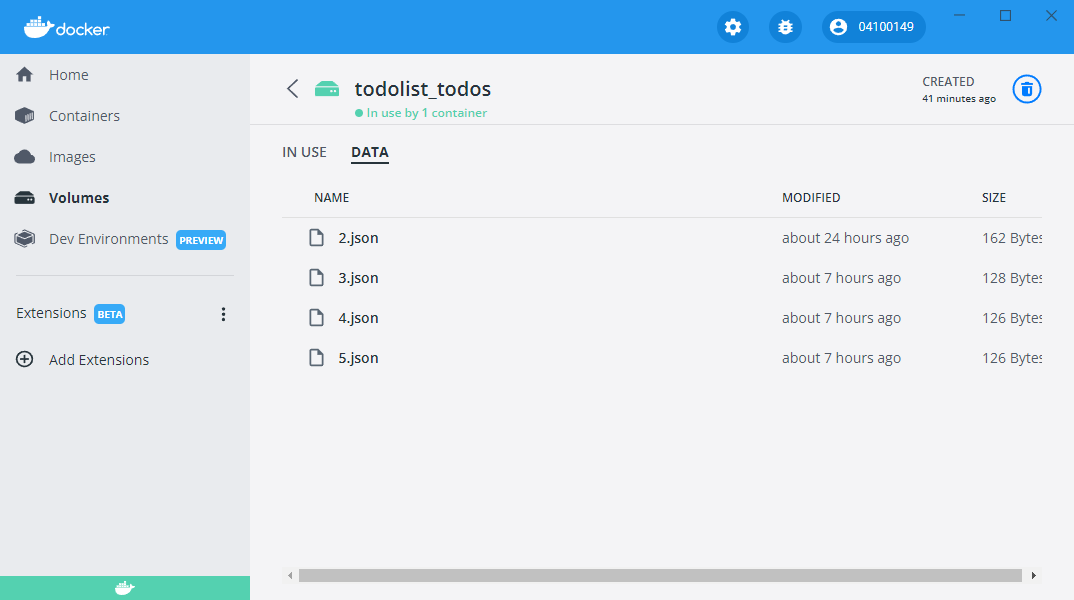 docker
04100149
Home
Containers
Images
Volumes
Dev Environments PREVIEW
Extensions BETA
Add Extensions
todolist_todos
In use by 1 container
CREATED
41 minutes ago
IN USE DATA
NAME MODIFIED SIZE
2.json about 24 hours ago 162 Bytes
3.json about 7 hours ago 128 Bytes
4.json about 7 hours ago 126 Bytes
5.json about 7 hours ago 126 Bytes